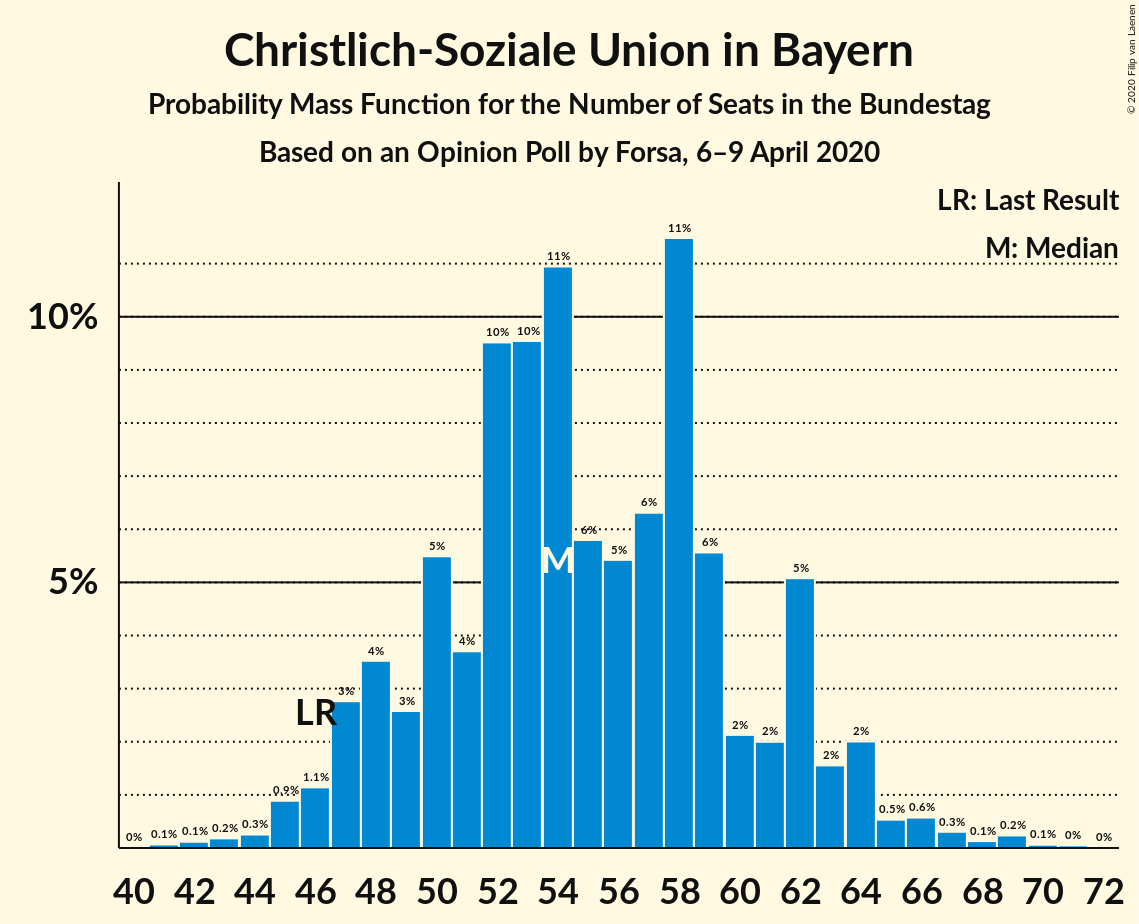 Christlich-Soziale Union in Bayern
Probability Mass Function for the Number of Seats in the Bundestag
Based on an Opinion Poll by Forsa, 6–9 April 2020
© 2020 Filip van Laenen
LR: Last Result
M: Median
10%
5%
0% 0.1% 0.1% 0.2% 0.3% 0.9% 1.1% 3% 4% 3% 5% 4% 10% 10% 11% 6% 5% 6% 11% 6% 2% 2% 5% 2% 2% 0.5% 0.6% 0.3% 0.1% 0.2% 0.1% 0% 0%
LR
M
40 42 44 46 48 50 52 54 56 58 60 62 64 66 68 70 72